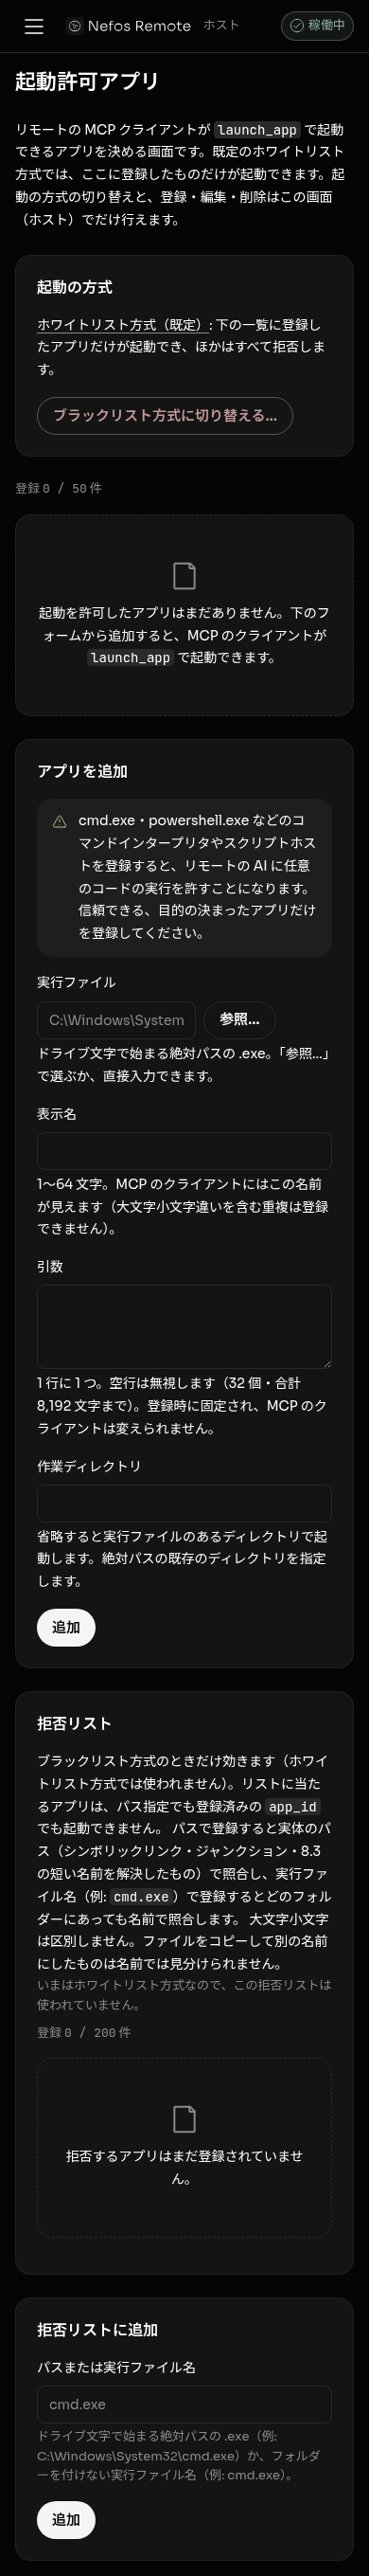 Nefos Remote ホスト 稼働中
起動許可アプリ
リモートの MCP クライアントが launch_app で起動
できるアプリを決める画面です。既定のホワイトリスト
方式では、ここに登録したものだけが起動できます。起
動の方式の切り替えと、登録・編集・削除はこの画面
（ホスト）でだけ行えます。
起動の方式
ホワイトリスト方式（既定）: 下の一覧に登録し
たアプリだけが起動でき、ほかはすべて拒否しま
す。
ブラックリスト方式に切り替える...
登録 0 / 50 件
起動を許可したアプリはまだありません。下のフ
ォームから追加すると、MCP のクライアントが
launch_app で起動できます。
アプリを追加
cmd.exe・powershell.exe などのコ
マンドインタープリタやスクリプトホス
トを登録すると、リモートの AI に任意
のコードの実行を許すことになります。
信頼できる、目的の決まったアプリだけ
を登録してください。
実行ファイル
C:\Windows\System 参照...
ドライブ文字で始まる絶対パスの .exe。「参照...」
で選ぶか、直接入力できます。
表示名
1〜64 文字。MCP のクライアントにはこの名前
が見えます（大文字小文字違いを含む重複は登録
できません）。
引数
1 行に 1 つ。空行は無視します（32 個・合計
8,192 文字まで）。登録時に固定され、MCP のク
ライアントは変えられません。
作業ディレクトリ
省略すると実行ファイルのあるディレクトリで起
動します。絶対パスの既存のディレクトリを指定
します。
追加
拒否リスト
ブラックリスト方式のときだけ効きます（ホワイ
トリスト方式では使われません）。リストに当た
るアプリは、パス指定でも登録済みの app_id
でも起動できません。 パスで登録すると実体のパ
ス（シンボリックリンク・ジャンクション・8.3
の短い名前を解決したもの）で照合し、実行ファ
イル名（例: cmd.exe）で登録するとどのフォル
ダーにあっても名前で照合します。 大文字小文字
は区別しません。ファイルをコピーして別の名前
にしたものは名前では見分けられません。
いまはホワイトリスト方式なので、この拒否リストは
使われていません。
登録 0 / 200 件
拒否するアプリはまだ登録されていませ
ん。
拒否リストに追加
パスまたは実行ファイル名
cmd.exe
ドライブ文字で始まる絶対パスの .exe（例:
C:\Windows\System32\cmd.exe）か、フォルダ
ーを付けない実行ファイル名（例: cmd.exe）。
追加